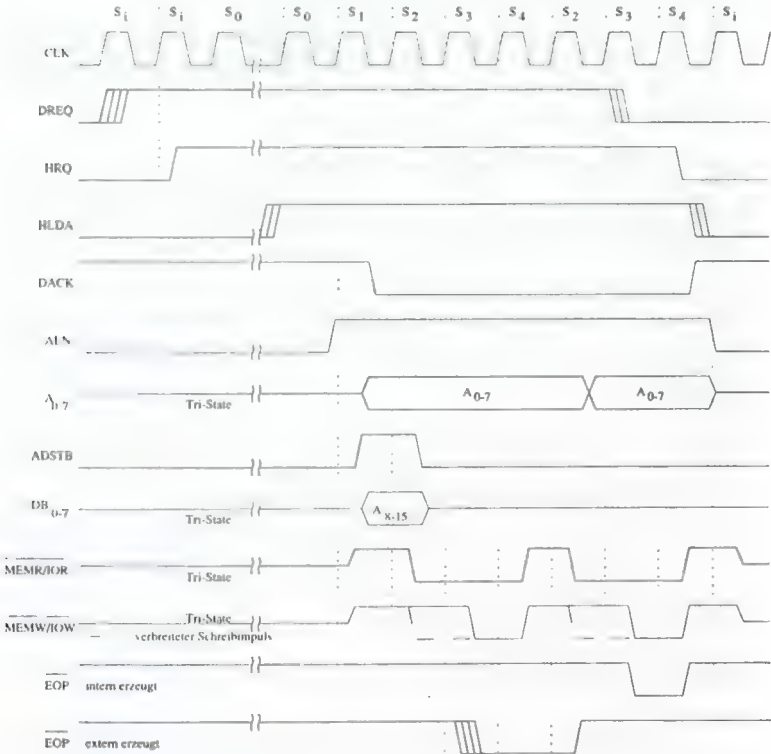 Si Si S0 S0 S1 S2 S3 S4 S2 S3 S4 Si
CLK
DREQ
HRQ
HLDA
DACK
AEN
A0-7 Tri-State A0-7 A0-7
ADSTB
DB0-7 Tri-State A8-15
MEMR/IOR Tri-State
MEMW/IOW Tri-State
verbreiteter Schreibimpuls
EOP intern erzeugt
EOP extern erzeugt